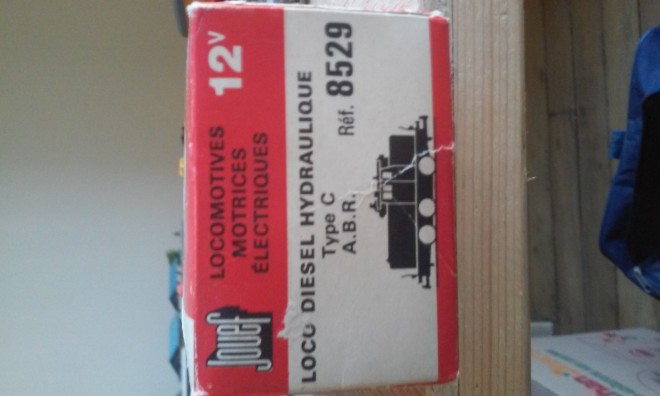 Jouef
LOCOMOTIVES
MOTRICES
ÉLECTRIQUES
12V
LOCO DIESEL HYDRAULIQUE
Type C
A.B.R.
Réf. 8529